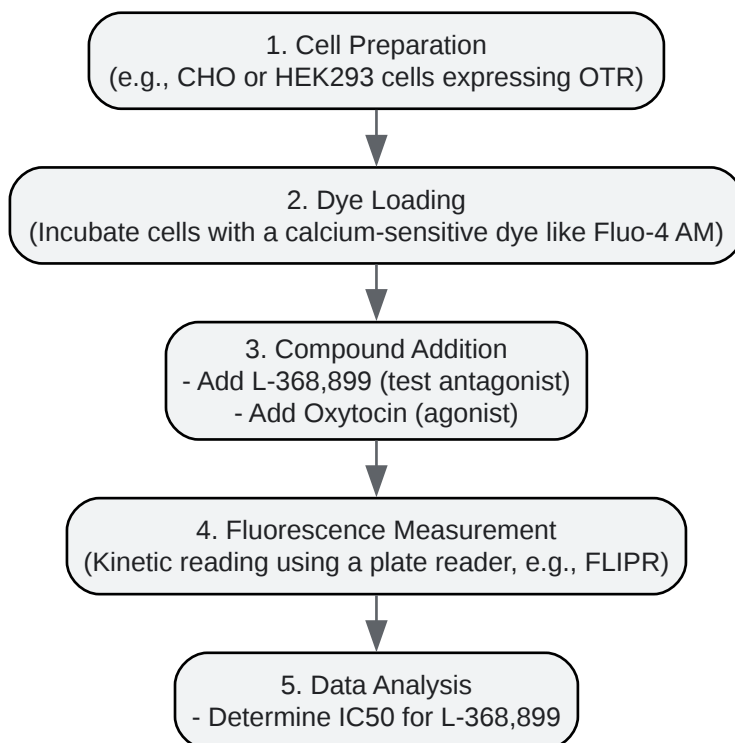 1. Cell Preparation
(e.g., CHO or HEK293 cells expressing OTR)
2. Dye Loading
(Incubate cells with a calcium-sensitive dye like Fluo-4 AM)
3. Compound Addition
- Add L-368,899 (test antagonist)
- Add Oxytocin (agonist)
4. Fluorescence Measurement
(Kinetic reading using a plate reader, e.g., FLIPR)
5. Data Analysis
- Determine IC50 for L-368,899